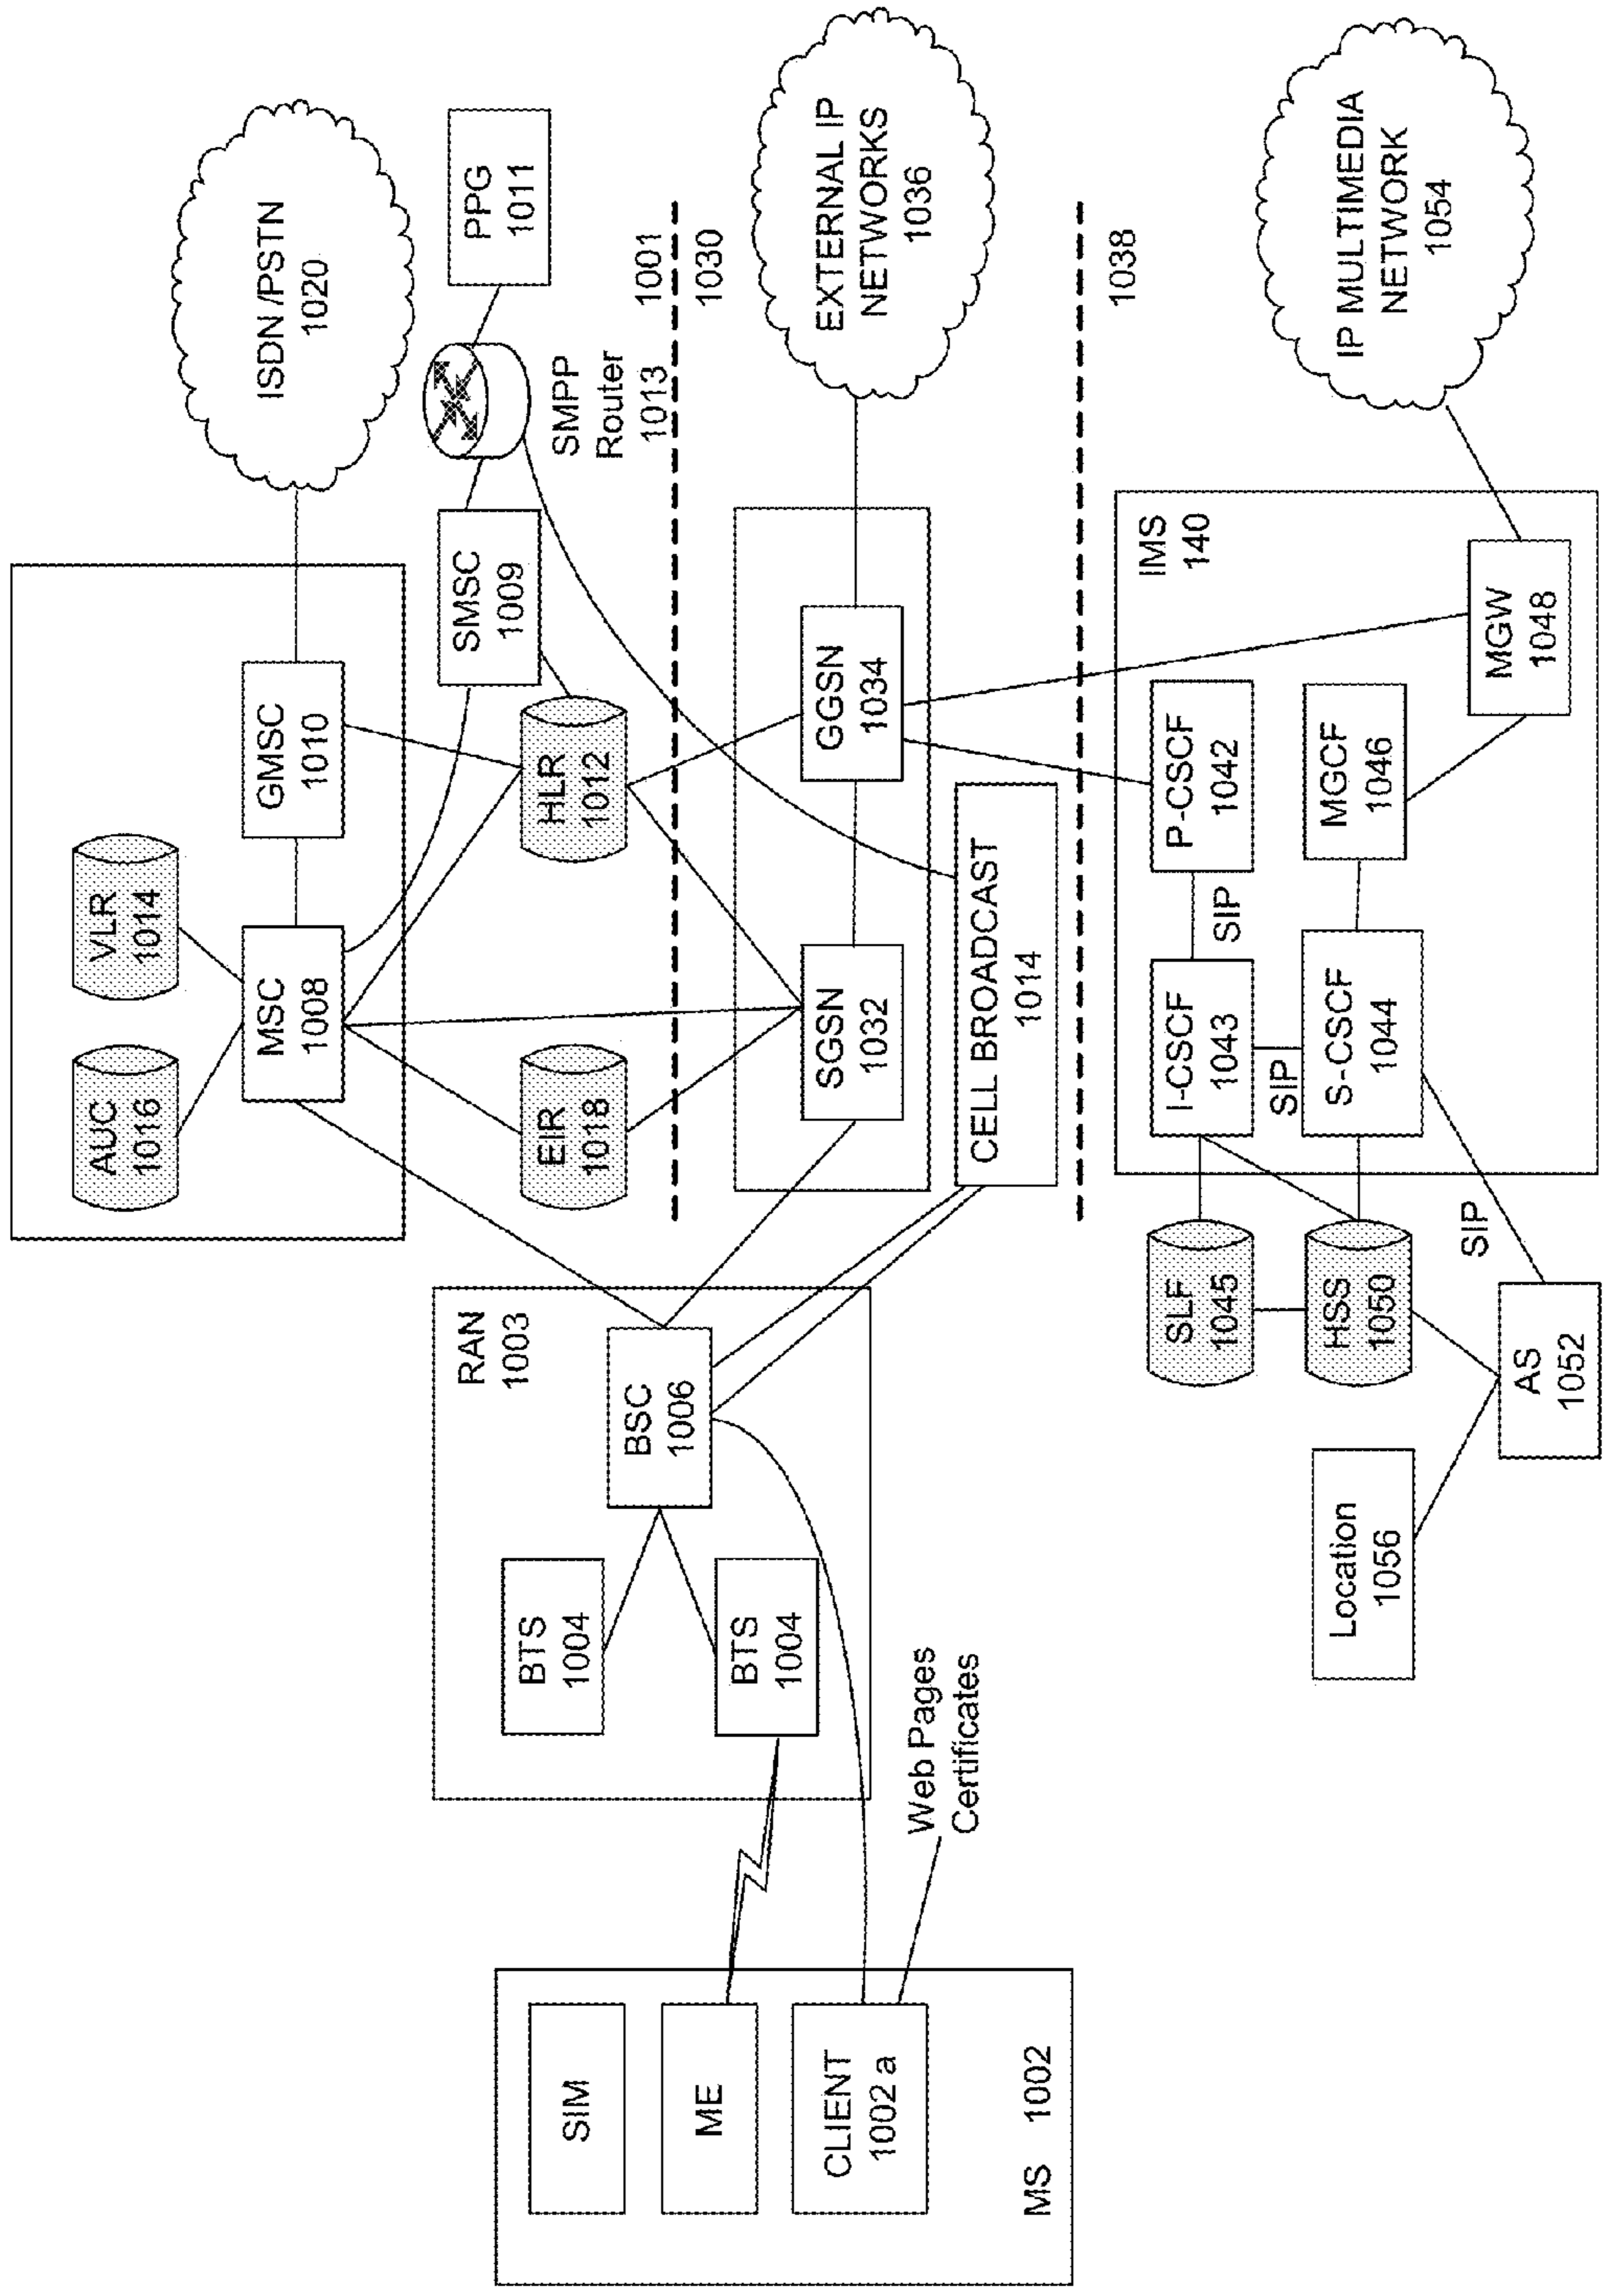 ISDN /PSTN
1020
PPG
1011
VLR
1014
AUC
1016
GMSC
1010
MSC
1008
SMSC
1009
SMPP
Router
1013
HLR
1012
EIR
1018
1001
1030
RAN
1003
BSC
1006
BTS
1004
BTS
1004
EXTERNAL IP
NETWORKS
1036
GGSN
1034
SGSN
1032
CELL BROADCAST
1014
1038
SIM
ME
CLIENT
1002 a
MS 1002
Web Pages
Certificates
IP MULTIMEDIA
NETWORK
1054
IMS
140
P-CSCF
1042
SIP
I-CSCF
1043
SIP
S-CSCF
1044
MGCF
1046
MGW
1048
SLF
1045
HSS
1050
SIP
AS
1052
Location
1056